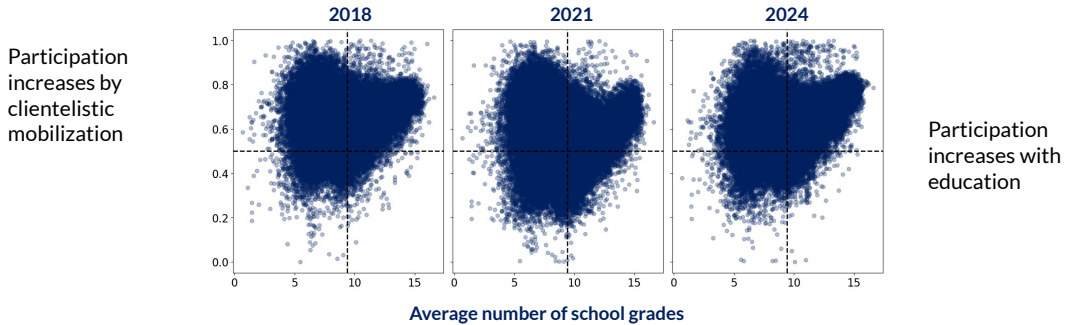 2018 2021 2024
Participation
increases by
clientelistic
mobilization
1.0
0.8
0.6
0.4
0.2
0.0
Participation
increases with
education
0 5 10 15 0 5 10 15 0 5 10 15
Average number of school grades